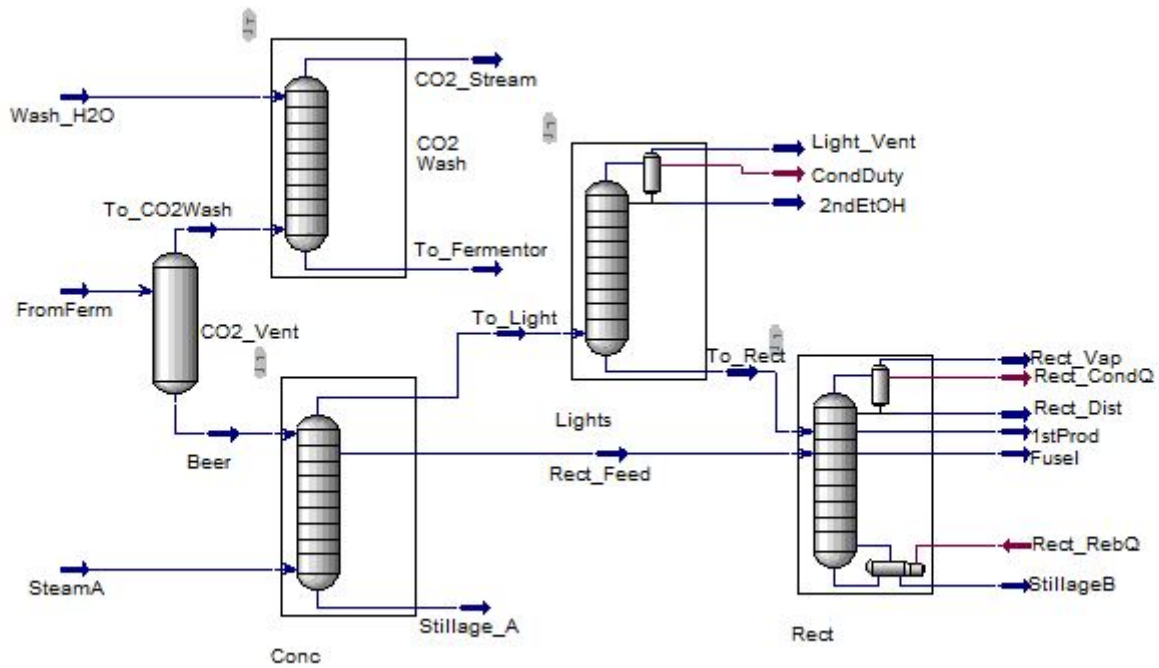 CO2_Stream
Wash_H2O
CO2
Wash
Light_Vent
CondDuty
2ndEtOH
To_CO2Wash
To_Fermentor
FromFerm
CO2_Vent
To_Light
To_Rect
Rect_Vap
Rect_CondQ
Rect_Dist
1stProd
Fusel
Lights
Beer
Rect_Feed
Rect_RebQ
SteamA
StillageB
Stillage_A
Rect
Conc